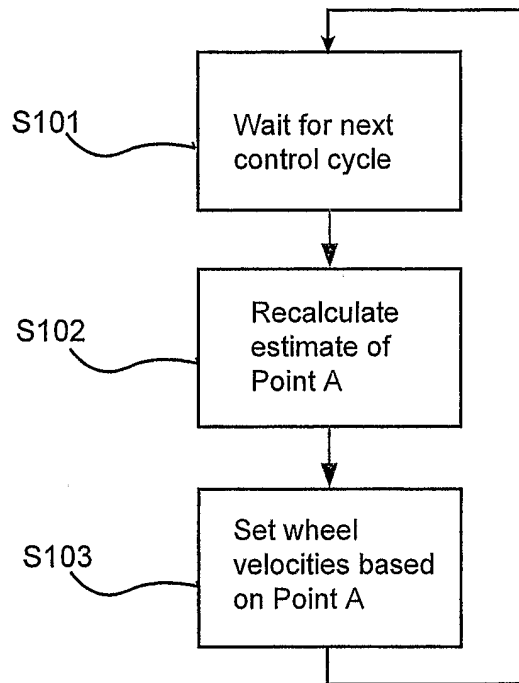 S101
Wait for next
control cycle
S102
Recalculate
estimate of
Point A
S103
Set wheel
velocities based
on Point A